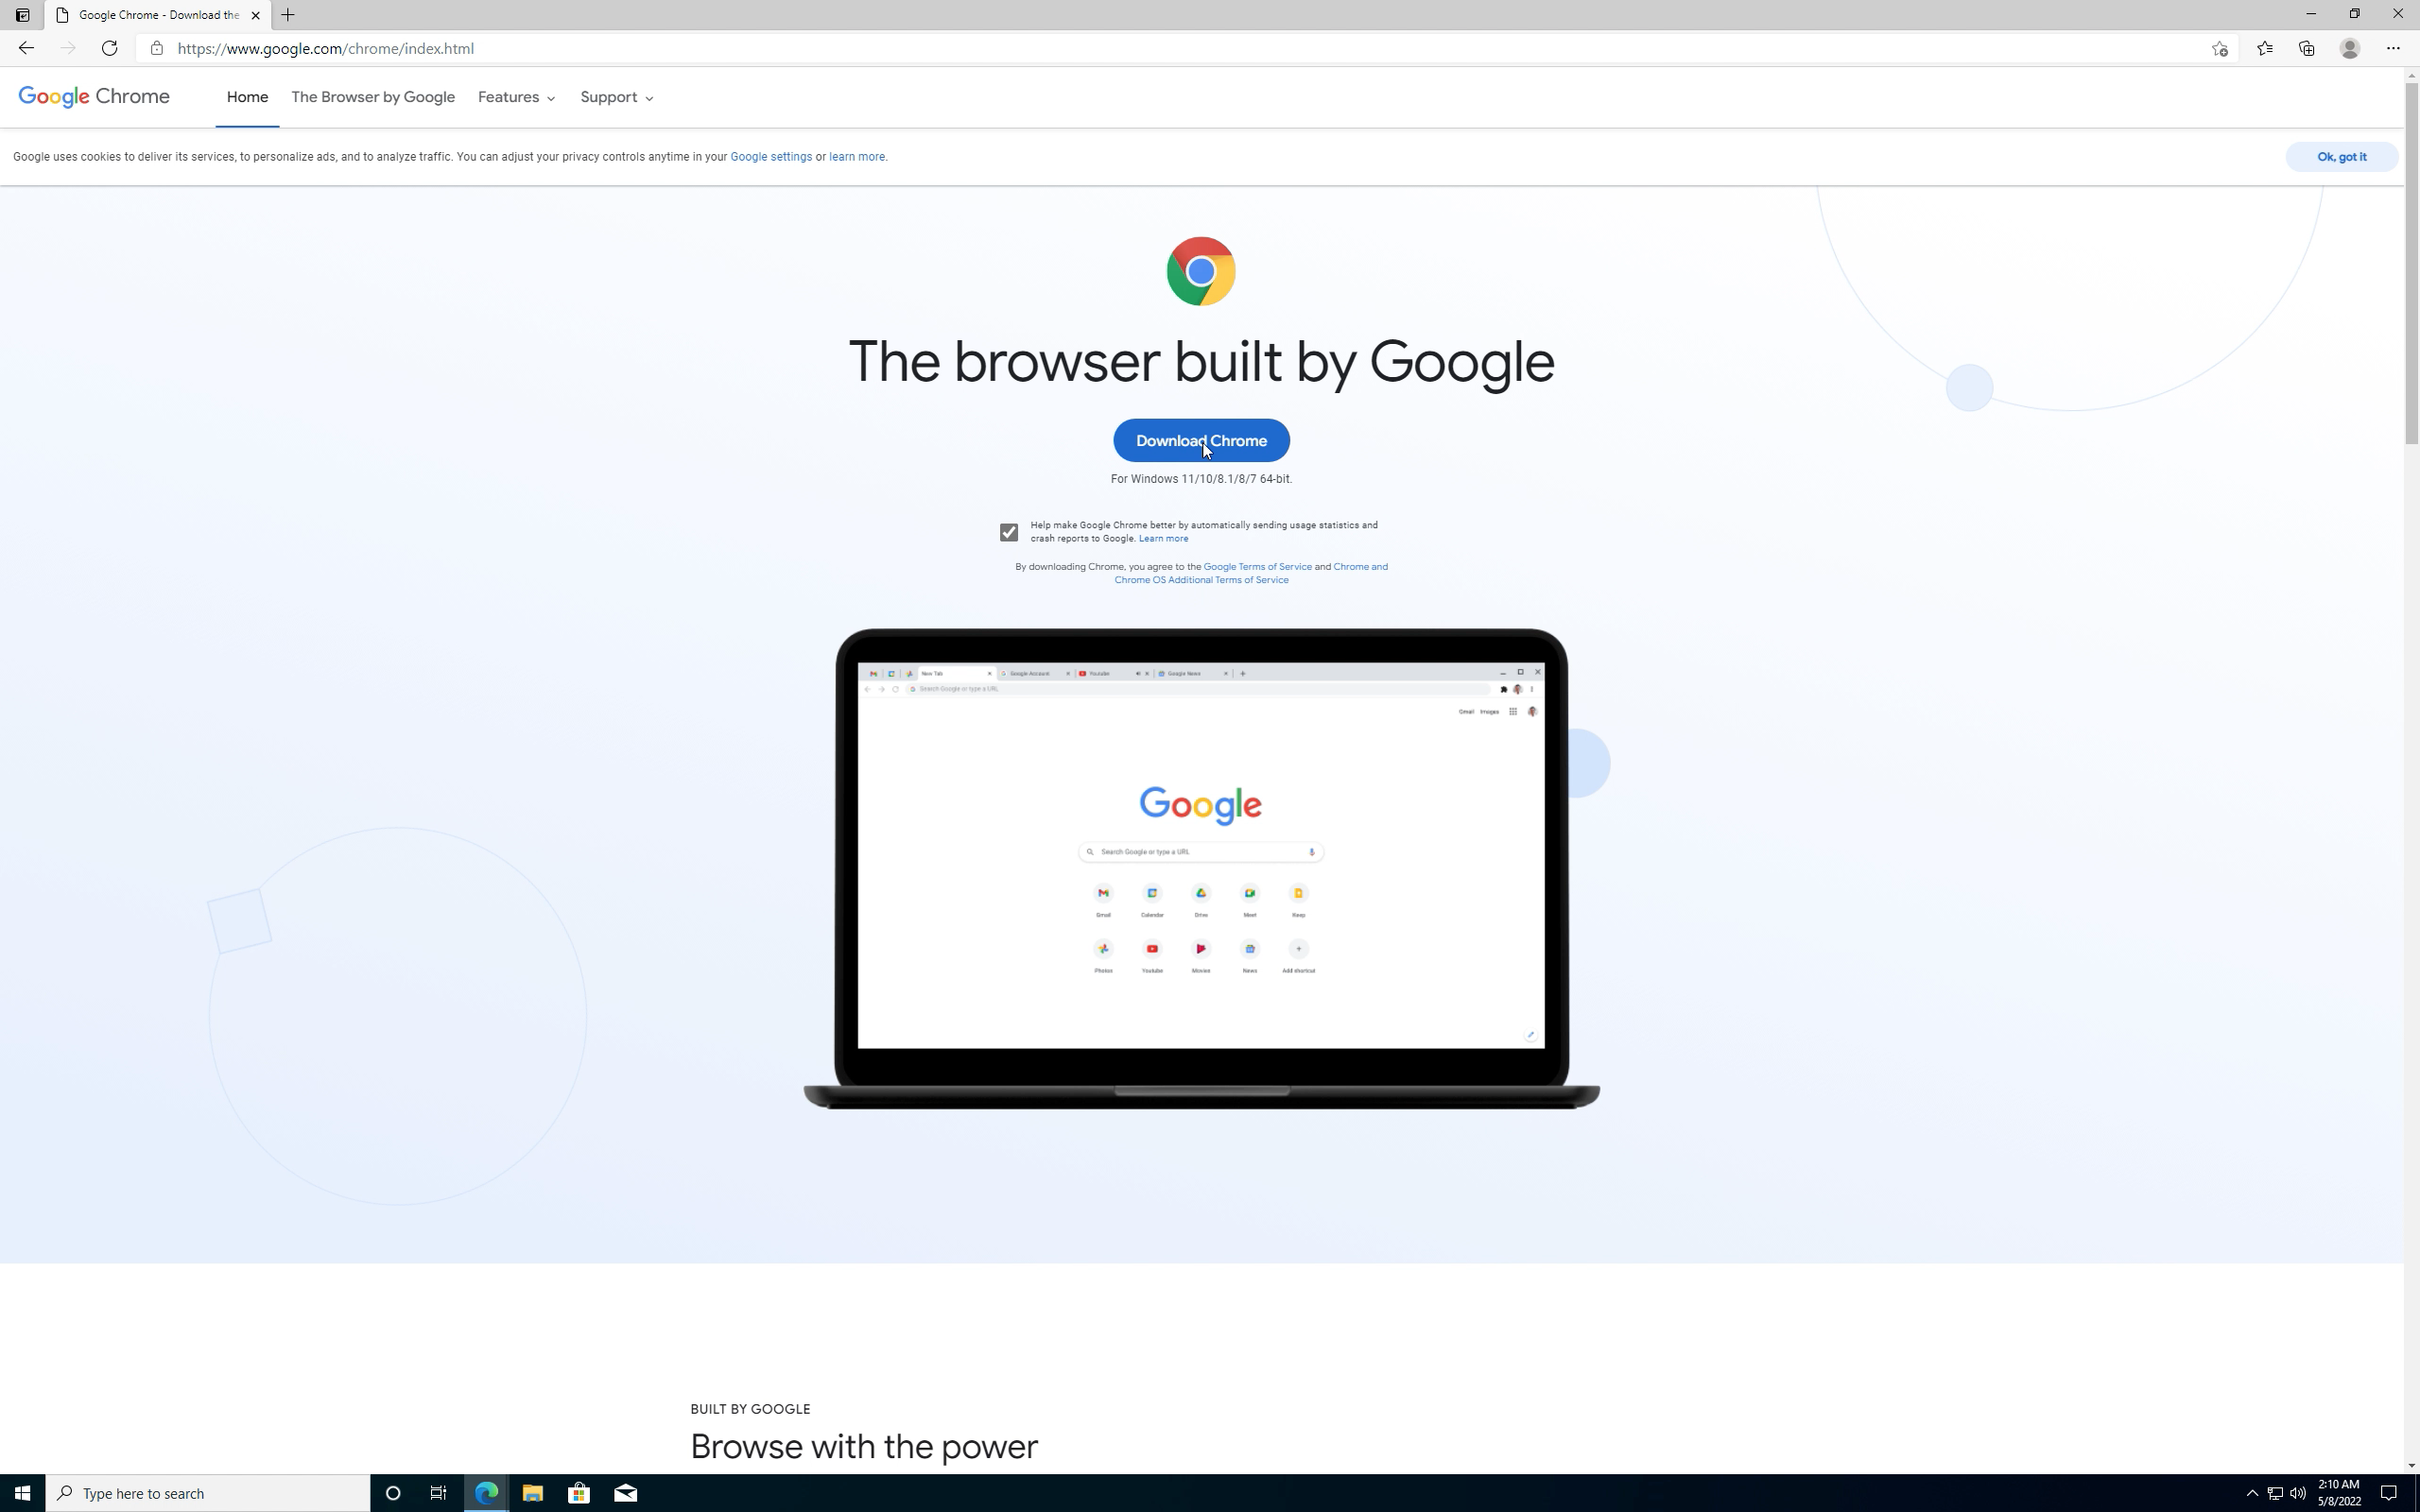 Google Chrome - Download the
https://www.google.com/chrome/index.html
Google Chrome
Home
The Browser by Google
Features
Support
Google uses cookies to deliver its services, to personalize ads, and to analyze traffic. You can adjust your privacy controls anytime in your Google settings or learn more.
Ok, got it
The browser built by Google
Download Chrome
For Windows 11/10/8.1/8/7 64-bit.
Help make Google Chrome better by automatically sending usage statistics and
crash reports to Google. Learn more
By downloading Chrome, you agree to the Google Terms of Service and Chrome and
Chrome OS Additional Terms of Service
New Tab
Google Account
Youtube
Google News
Search Google or type a URL
Gmail Images
Google
Search Google or type a URL
Gmail Calendar Drive Meet Keep
Photos Youtube Movies News Add shortcut
BUILT BY GOOGLE
Browse with the power
Type here to search
2:10 AM
5/8/2022